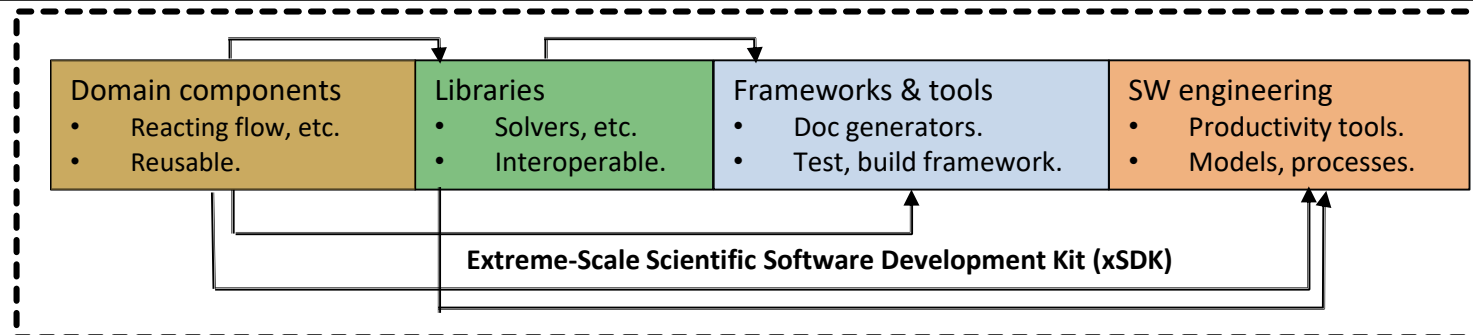 Domain components
• Reacting flow, etc.
• Reusable.
Libraries
• Solvers, etc.
• Interoperable.
Frameworks & tools
• Doc generators.
• Test, build framework.
SW engineering
• Productivity tools.
• Models, processes.
Extreme-Scale Scientific Software Development Kit (xSDK)